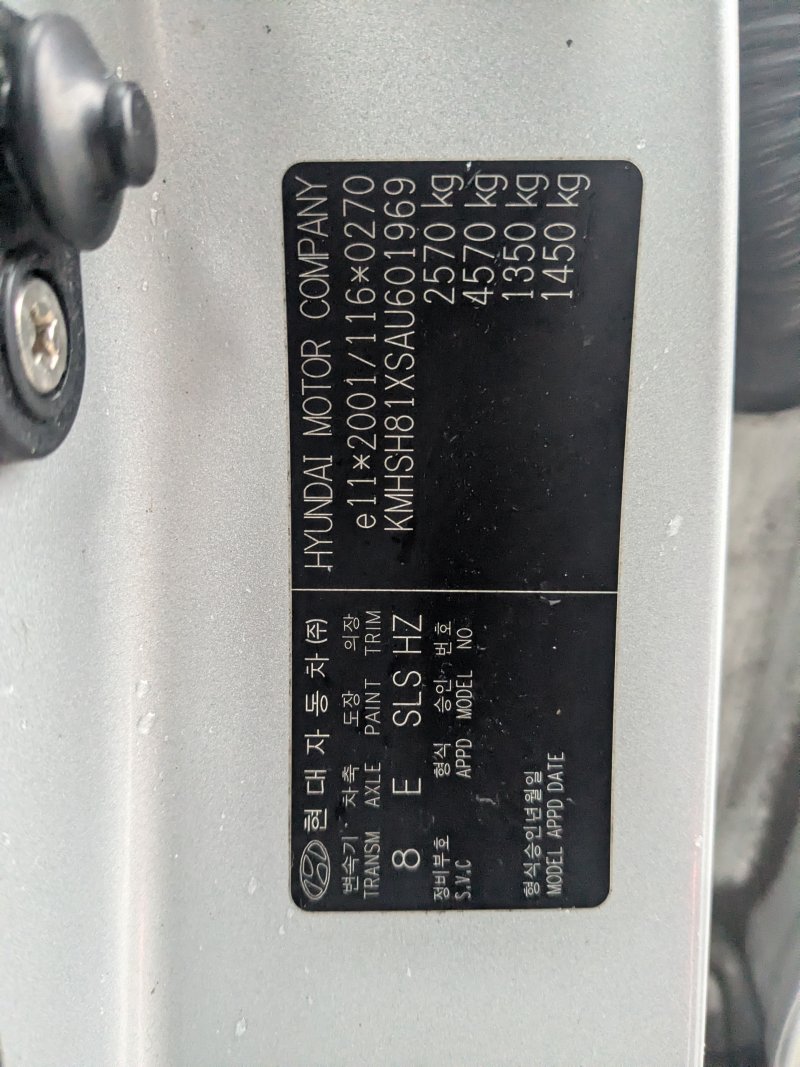 현대자동차(주)
변속기 차축 도장 의장
TRANSM AXLE PAINT TRIM
8 E SLS HZ
정비부호 형식 승인 번호
S.V.C APPD MODEL NO
형식승인년월일
MODEL APPD DATE
HYUNDAI MOTOR COMPANY
e11*2001/116*0270
KMHSH81XSAU601969
2570 kg
4570 kg
1350 kg
1450 kg